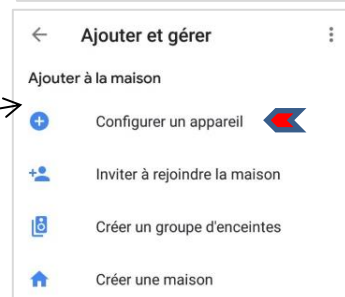 Ajouter et gérer
Ajouter à la maison
Configurer un appareil
Inviter à rejoindre la maison
Créer un groupe d'enceintes
Créer une maison